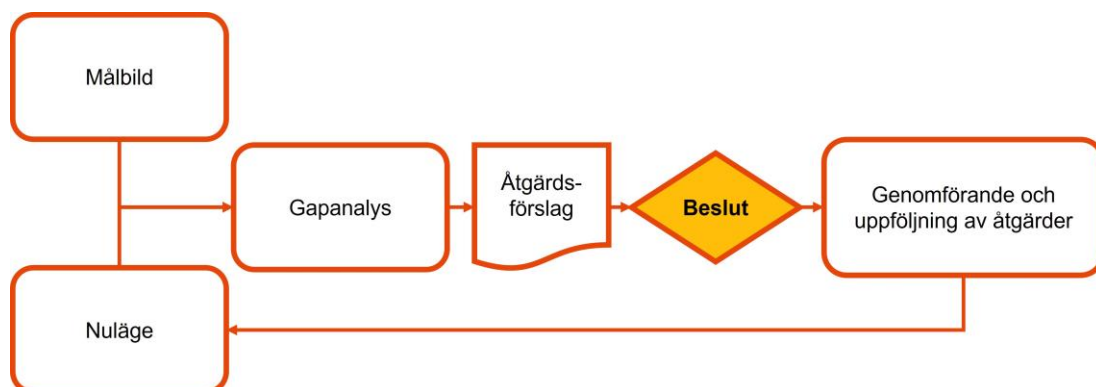 Målbild
Gapanalys
Åtgärds-
förslag
Beslut
Genomförande och
uppföljning av åtgärder
Nuläge